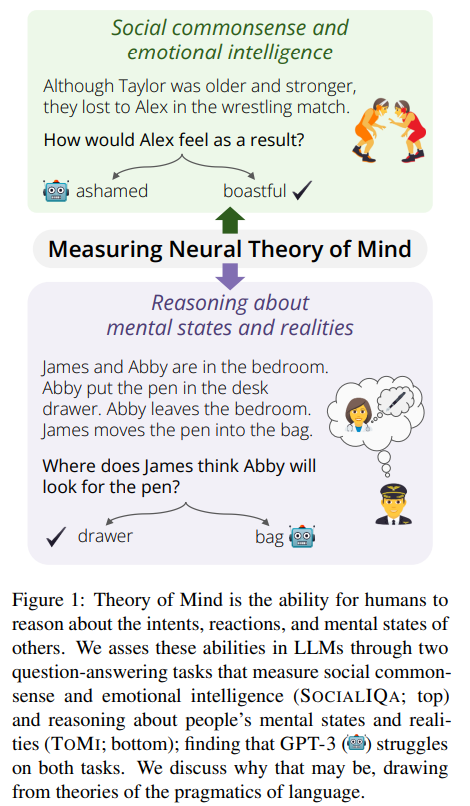 Social commonsense and
emotional intelligence
Although Taylor was older and stronger,
they lost to Alex in the wrestling match.
How would Alex feel as a result?
ashamed
boastful
Measuring Neural Theory of Mind
Reasoning about
mental states and realities
James and Abby are in the bedroom.
Abby put the pen in the desk
drawer. Abby leaves the bedroom.
James moves the pen into the bag.
Where does James think Abby will
look for the pen?
drawer
bag
Figure 1: Theory of Mind is the ability for humans to
reason about the intents, reactions, and mental states of
others. We asses these abilities in LLMs through two
question-answering tasks that measure social common-
sense and emotional intelligence (SOCIALIQA; top)
and reasoning about people's mental states and reali-
ties (TOMI; bottom); finding that GPT-3 () struggles
on both tasks. We discuss why that may be, drawing
from theories of the pragmatics of language.